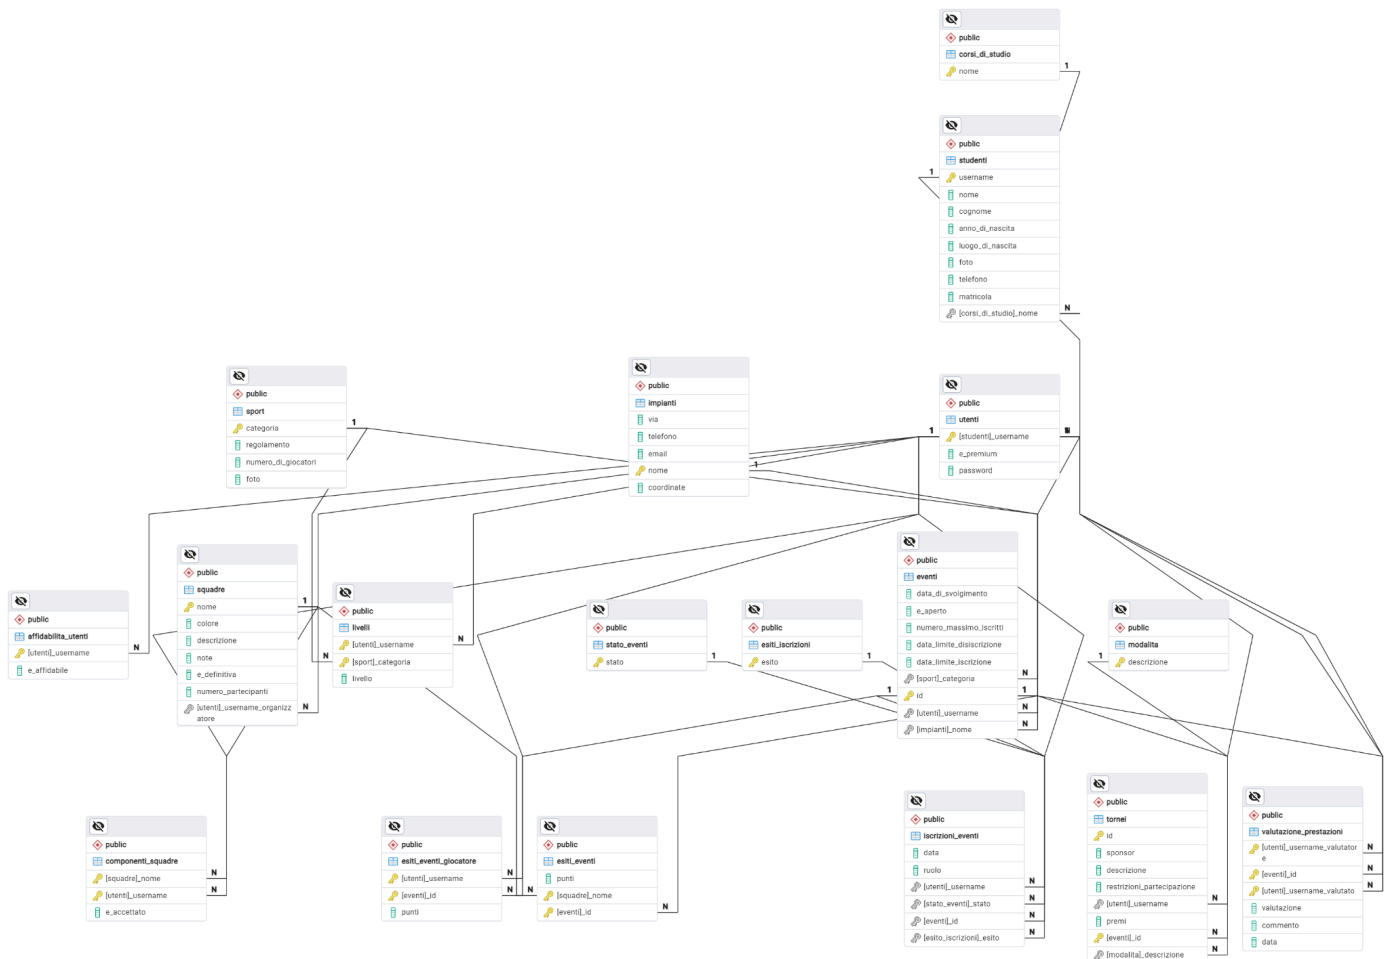 public
corsi_di_studio
nome
1
public
studenti
1
username
nome
cognome
anno_di_nascita
luogo_di_nascita
foto
telefono
matricola
[corsi_di_studio]_nome
N
public
sport
categoria
1
regolamento
numero_di_giocatori
foto
public
impianti
via
telefono
email
nome
1
coordinate
public
utenti
1
[studenti]_username
e_premium
password
public
affidabilita_utenti
[utenti]_username
N
e_affidabile
public
squadre
nome
1
colore
descrizione
note
e_definitiva
numero_partecipanti
[utenti]_username_organizz
atore
N
public
livelli
[utenti]_username
N
N
[sport]_categoria
livello
public
stato_eventi
stato
1
public
esiti_iscrizioni
esito
1
public
eventi
data_di_svolgimento
e_aperto
numero_massimo_iscritti
data_limite_disiscrizione
data_limite_iscrizione
[sport]_categoria
N
1
id
1
[utenti]_username
N
[impianti]_nome
N
public
modalita
1
descrizione
public
componenti_squadre
[squadre]_nome
N
[utenti]_username
N
e_accettato
public
esiti_eventi_giocatore
[utenti]_username
N
[eventi]_id
N
punti
public
esiti_eventi
punti
N
[squadre]_nome
[eventi]_id
N
public
iscrizioni_eventi
data
ruolo
[utenti]_username
N
[stato_eventi]_stato
N
[eventi]_id
N
[esito_iscrizioni]_esito
N
public
tornei
id
sponsor
descrizione
restrizioni_partecipazione
[utenti]_username
N
premi
[eventi]_id
N
[modalita]_descrizione
N
public
valutazione_prestazioni
[utenti]_username_valutator
e
N
[eventi]_id
N
[utenti]_username_valutato
N
valutazione
commento
data